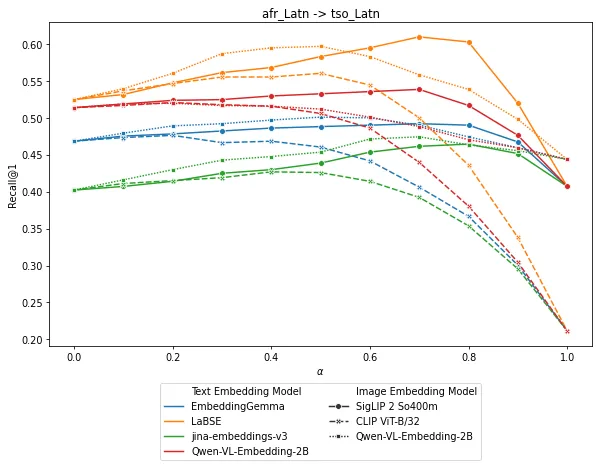 afr_Latn -> tso_Latn
Recall@1
0.60
0.55
0.50
0.45
0.40
0.35
0.30
0.25
0.20
0.0
0.2
0.4
0.6
0.8
1.0
α
Text Embedding Model
EmbeddingGemma
LaBSE
jina-embeddings-v3
Qwen-VL-Embedding-2B
Image Embedding Model
SigLIP 2 So400m
CLIP ViT-B/32
Qwen-VL-Embedding-2B